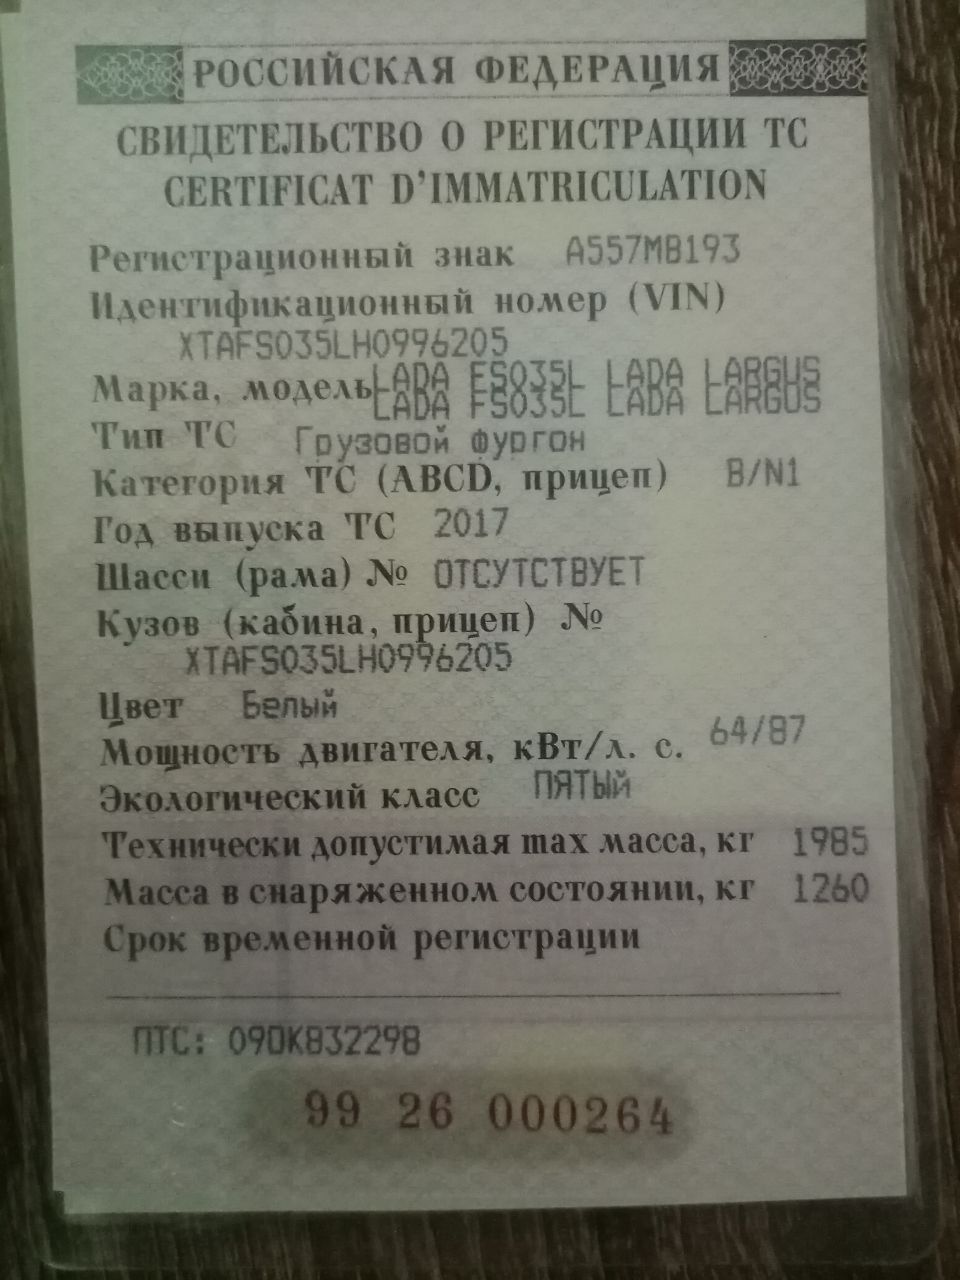 РОССИЙСКАЯ ФЕДЕРАЦИЯ
СВИДЕТЕЛЬСТВО О РЕГИСТРАЦИИ ТС
CERTIFICAT D'IMMATRICULATION
Регистрационный знак А557МВ193
Идентификационный номер (VIN)
XTAFS035LH0996205
Марка, модель LADA FS035L LADA LARGUS
LADA FS035L LADA LARGUS
Тип ТС Грузовой фургон
Категория ТС (ABCD, прицеп) B/N1
Год выпуска ТС 2017
Шасси (рама) № ОТСУТСТВУЕТ
Кузов (кабина, прицеп) №
XTAFS035LH0996205
Цвет Белый
Мощность двигателя, кВт/л. с. 64/87
Экологический класс ПЯТЫЙ
Технически допустимая max масса, кг 1985
Масса в снаряженном состоянии, кг 1260
Срок временной регистрации
ПТС: 09ОК832298
99 26 000264